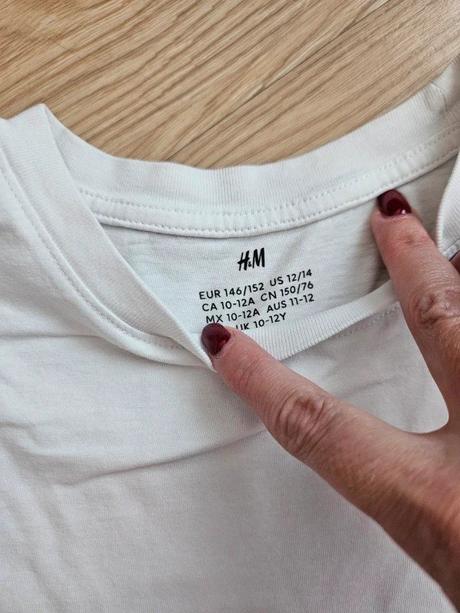 H&M
EUR 146/152 US 12/14
CA 10-12A CN 150/76
MX 10-12A AUS 11-12
UK 10-12Y